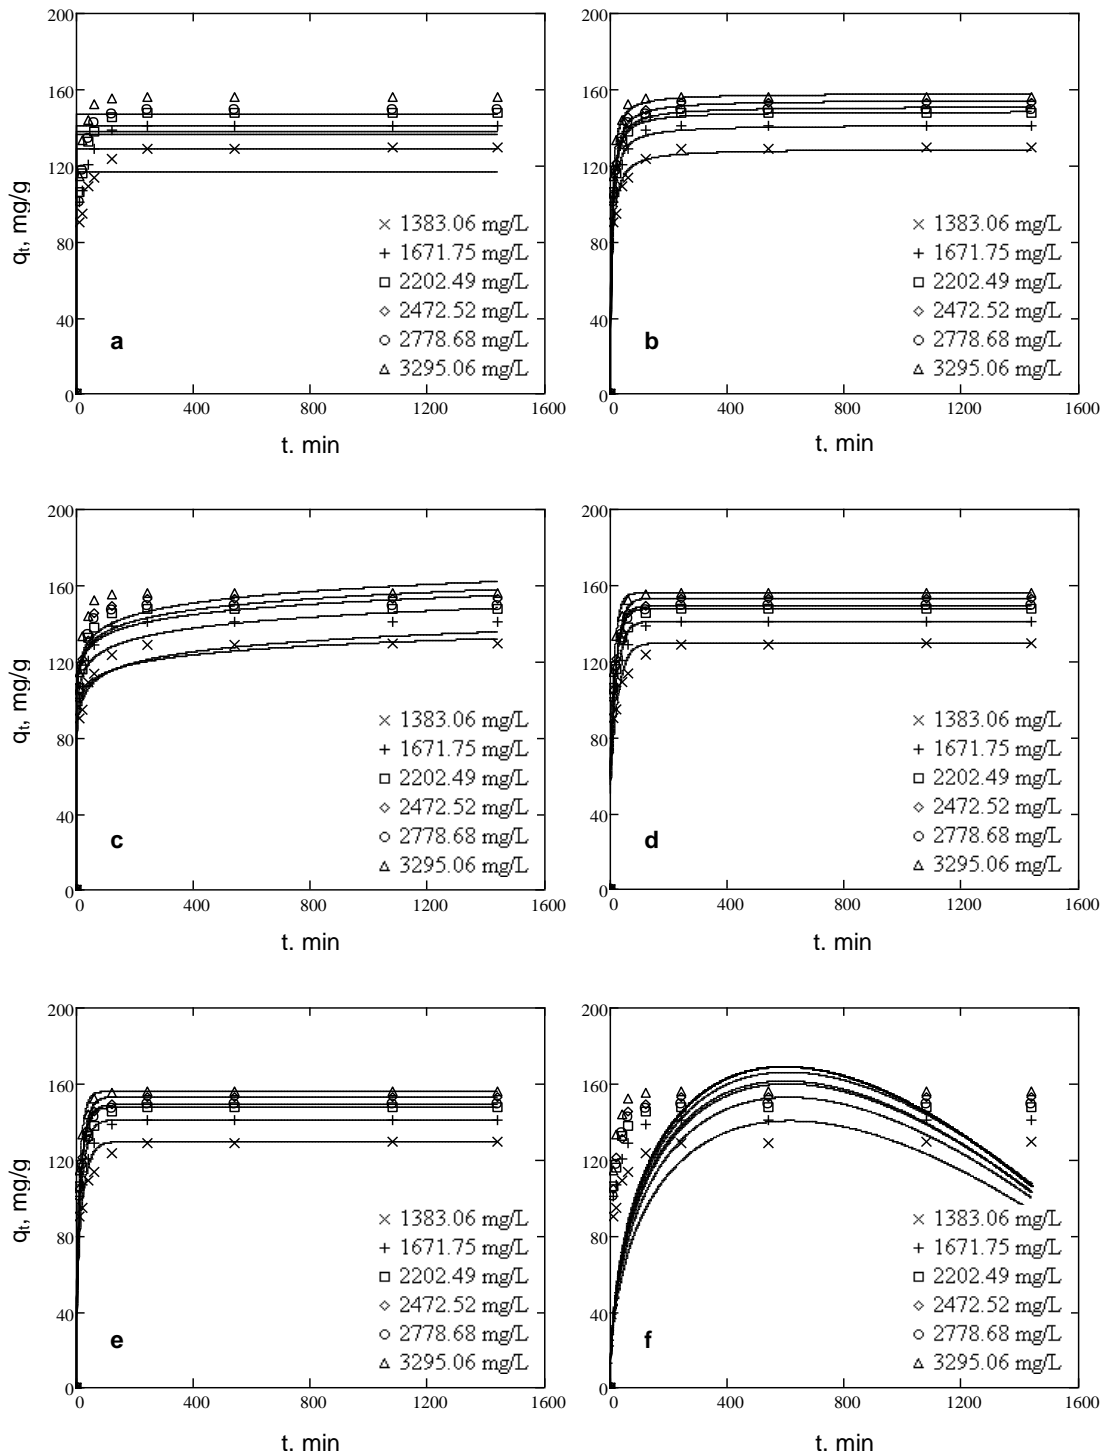 200
160
120
80
40
0
qt, mg/g
× 1383.06 mg/L
+ 1671.75 mg/L
□ 2202.49 mg/L
◇ 2472.52 mg/L
○ 2778.68 mg/L
△ 3295.06 mg/L
a
0 400 800 1200 1600
t. min
200
160
120
80
40
0
× 1383.06 mg/L
+ 1671.75 mg/L
□ 2202.49 mg/L
◇ 2472.52 mg/L
○ 2778.68 mg/L
△ 3295.06 mg/L
b
0 400 800 1200 1600
t, min
200
160
120
80
40
0
qt, mg/g
× 1383.06 mg/L
+ 1671.75 mg/L
□ 2202.49 mg/L
◇ 2472.52 mg/L
○ 2778.68 mg/L
△ 3295.06 mg/L
c
0 400 800 1200 1600
t. min
200
160
120
80
40
0
× 1383.06 mg/L
+ 1671.75 mg/L
□ 2202.49 mg/L
◇ 2472.52 mg/L
○ 2778.68 mg/L
△ 3295.06 mg/L
d
0 400 800 1200 1600
t. min
200
160
120
80
40
0
qt, mg/g
× 1383.06 mg/L
+ 1671.75 mg/L
□ 2202.49 mg/L
◇ 2472.52 mg/L
○ 2778.68 mg/L
△ 3295.06 mg/L
e
0 400 800 1200 1600
t. min
200
160
120
80
40
0
× 1383.06 mg/L
+ 1671.75 mg/L
□ 2202.49 mg/L
◇ 2472.52 mg/L
○ 2778.68 mg/L
△ 3295.06 mg/L
f
0 400 800 1200 1600
t. min